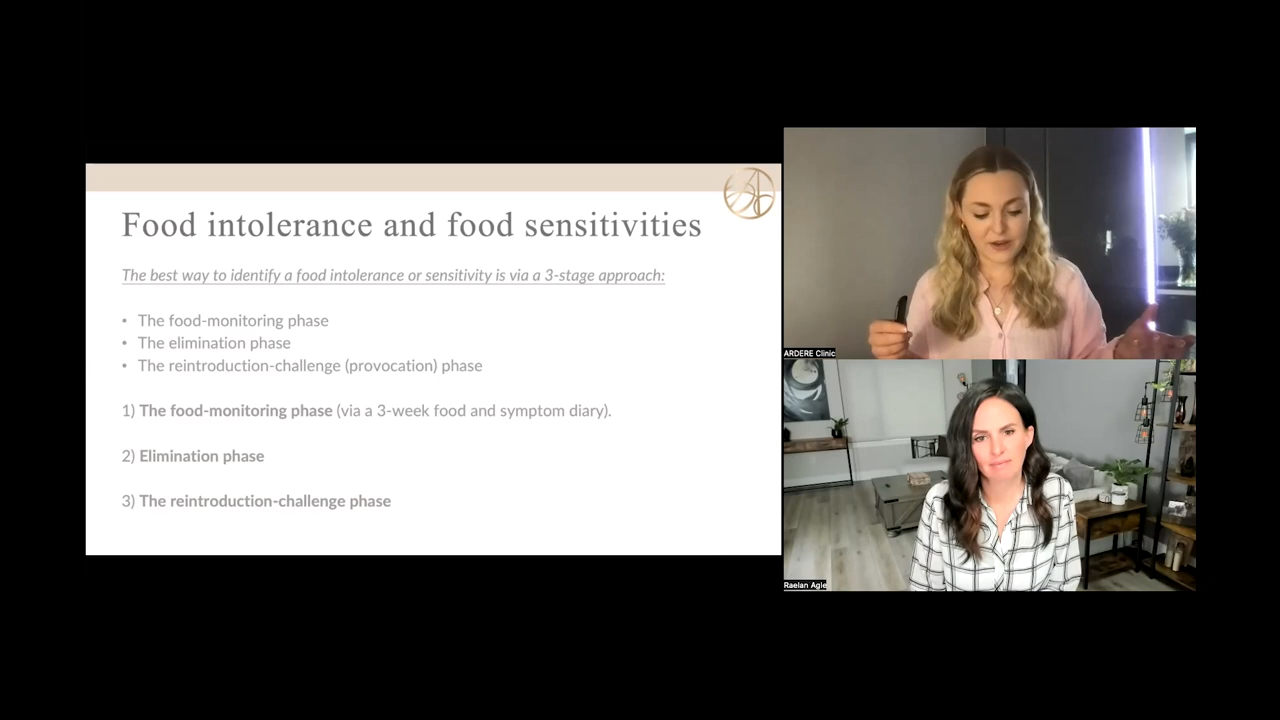 Food intolerance and food sensitivities
The best way to identify a food intolerance or sensitivity is via a 3-stage approach:
• The food-monitoring phase
• The elimination phase
• The reintroduction-challenge (provocation) phase
1) The food-monitoring phase (via a 3-week food and symptom diary).
2) Elimination phase
3) The reintroduction-challenge phase
ARDERE Clinic
Raelan Agle